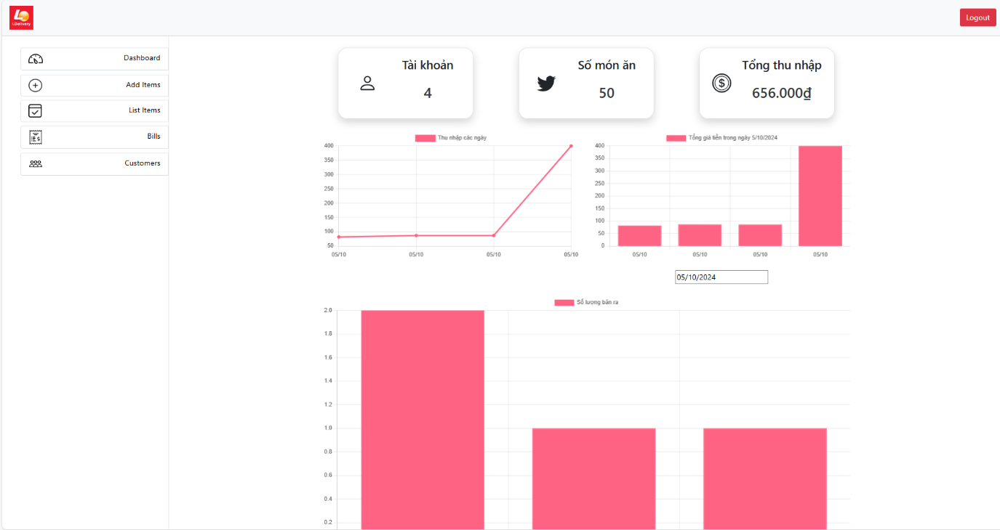 LDelivery
Logout
Dashboard
Add Items
List Items
Bills
Customers
Tài khoản
4
Số món ăn
50
Tổng thu nhập
656.000₫
Thu nhập các ngày
400
350
300
250
200
150
100
50
05/10 05/10 05/10 05/10
Tổng giá tiền trong ngày 5/10/2024
400
350
300
250
200
150
100
50
0
05/10 05/10 05/10 05/10
05/10/2024
Số lượng bán ra
2.0
1.8
1.6
1.4
1.2
1.0
0.8
0.6
0.4
0.2